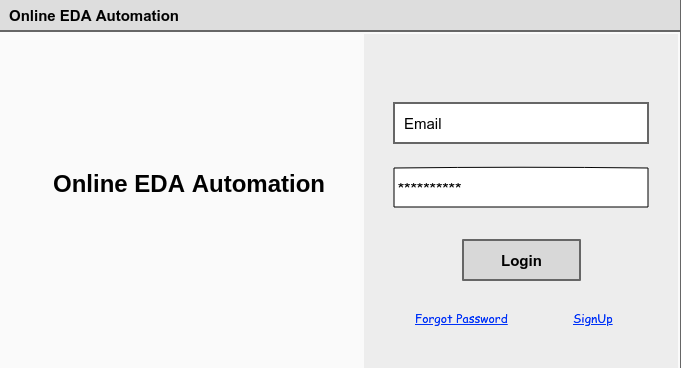 Online EDA Automation
Online EDA Automation
Email
**********
Login
Forgot Password
SignUp